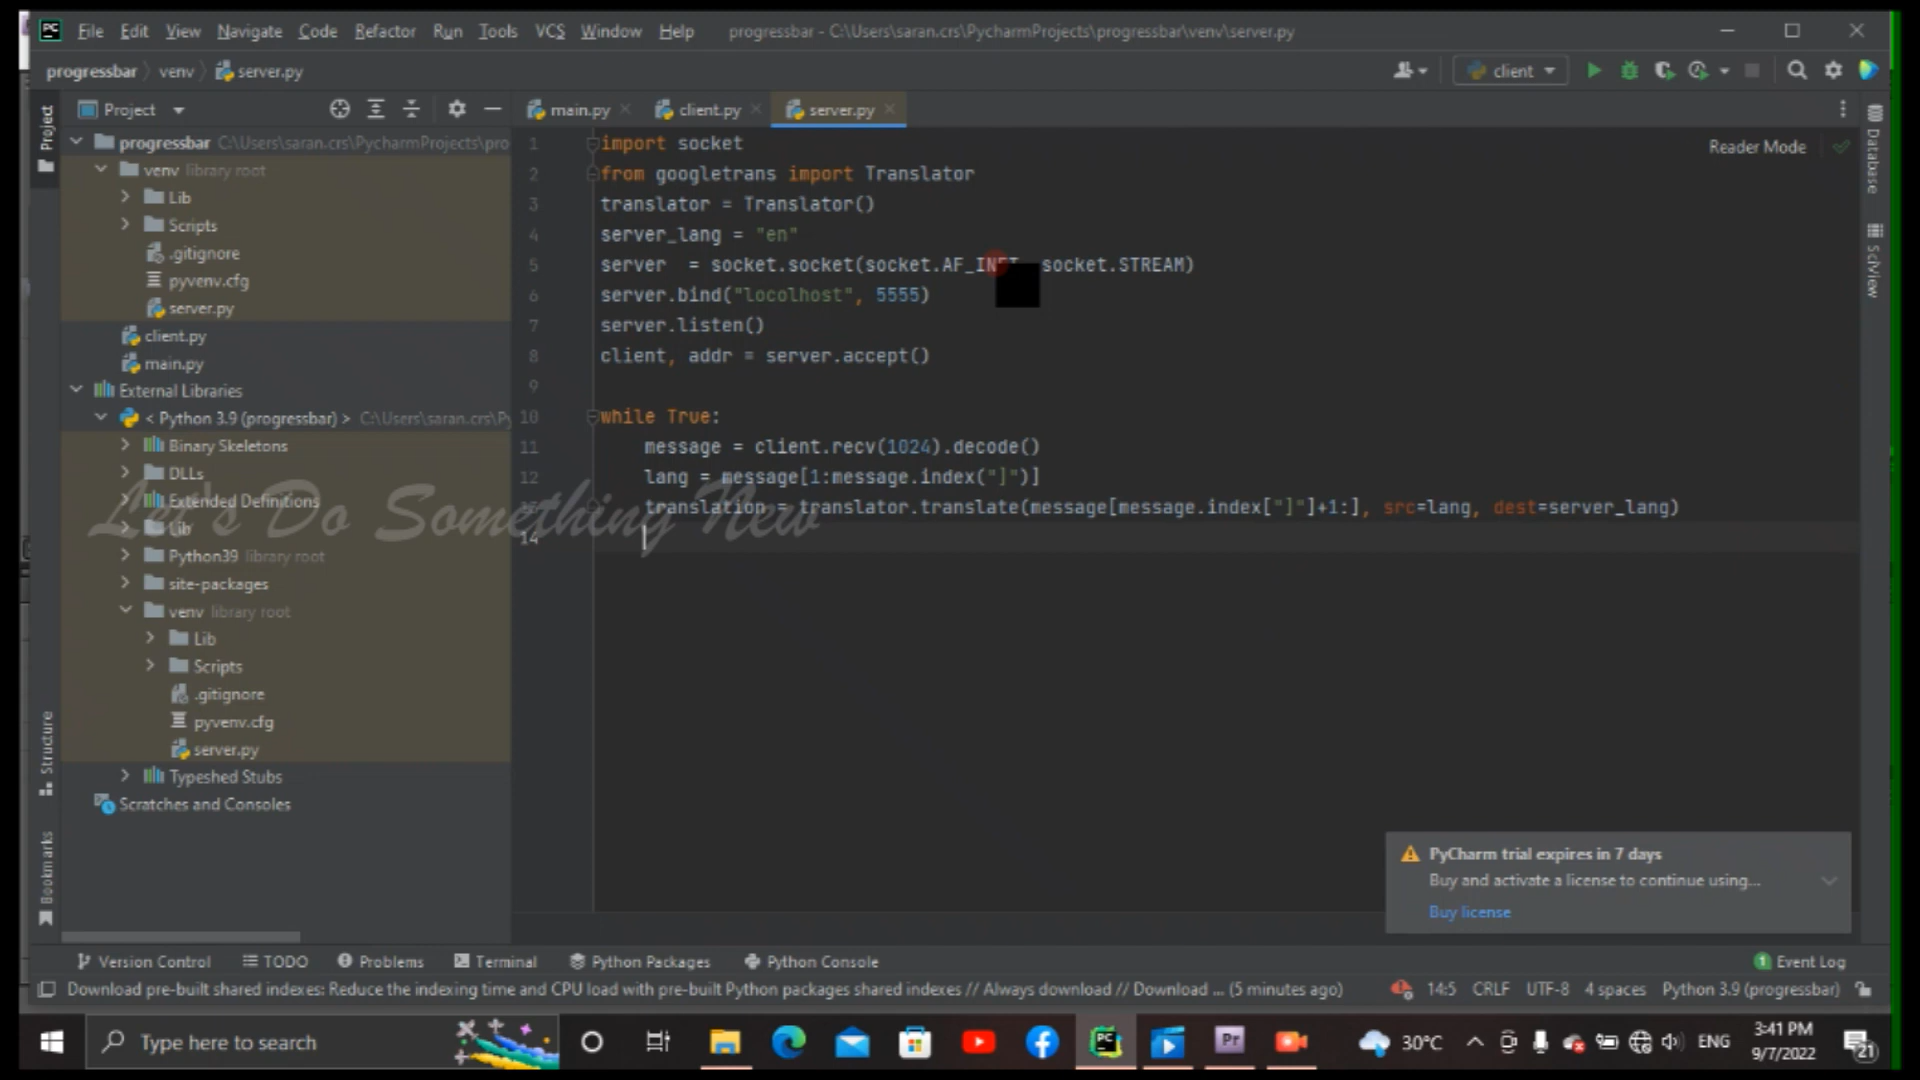 File Edit View Navigate Code Refactor Run Tools VCS Window Help progressbar - C:\Users\saran.crs\PycharmProjects\progressbar\venv\server.py
progressbar venv server.py client
Project main.py client.py server.py
Project
Database
SciView
Structure
Bookmarks
progressbar C:\Users\saran.crs\PycharmProjects\pro
venv library root
Lib
Scripts
.gitignore
pyvenv.cfg
server.py
client.py
main.py
External Libraries
< Python 3.9 (progressbar) > C:\Users\saran.crs\P
Binary Skeletons
DLLs
Extended Definitions
Lib
Python39 library root
site-packages
venv library root
Lib
Scripts
.gitignore
pyvenv.cfg
server.py
Typeshed Stubs
Scratches and Consoles
Reader Mode
1 import socket
2 from googletrans import Translator
3 translator = Translator()
4 server_lang = "en"
5 server = socket.socket(socket.AF_INET socket.STREAM)
6 server.bind("locolhost", 5555)
7 server.listen()
8 client, addr = server.accept()
9
10 while True:
11 message = client.recv(1024).decode()
12 lang = message[1:message.index("]")]
translation = translator.translate(message[message.index["]"]+1:], src=lang, dest=server_lang)
14
Let's Do Something New
PyCharm trial expires in 7 days
Buy and activate a license to continue using...
Buy license
Version Control TODO Problems Terminal Python Packages Python Console 1 Event Log
Download pre-built shared indexes: Reduce the indexing time and CPU load with pre-built Python packages shared indexes // Always download // Download ... (5 minutes ago) 14:5 CRLF UTF-8 4 spaces Python 3.9 (progressbar)
Type here to search 30°C ENG 3:41 PM
9/7/2022 21